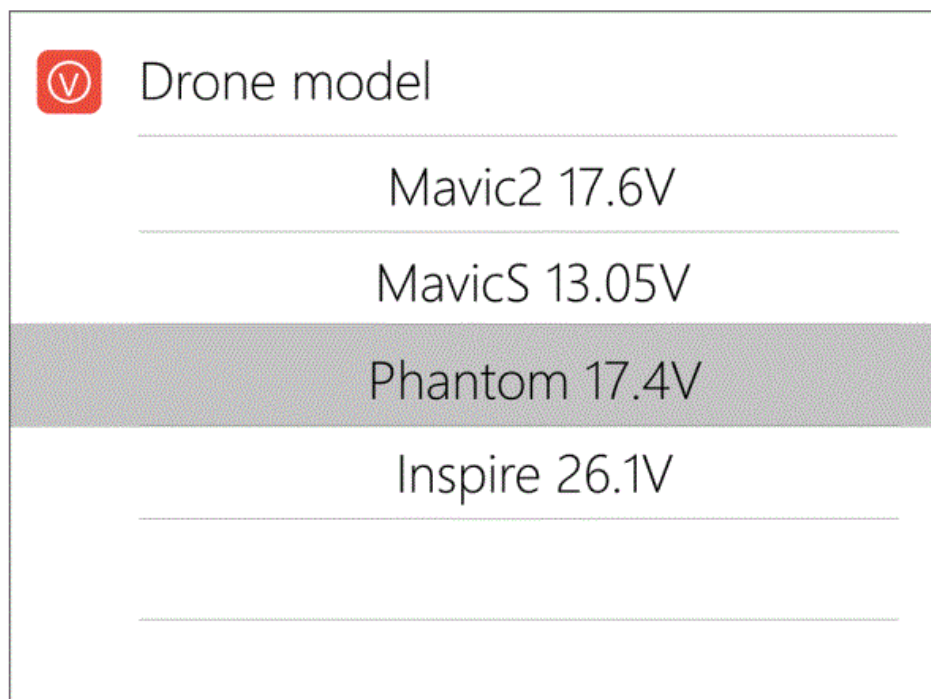 V
Drone model
Mavic2 17.6V
MavicS 13.05V
Phantom 17.4V
Inspire 26.1V